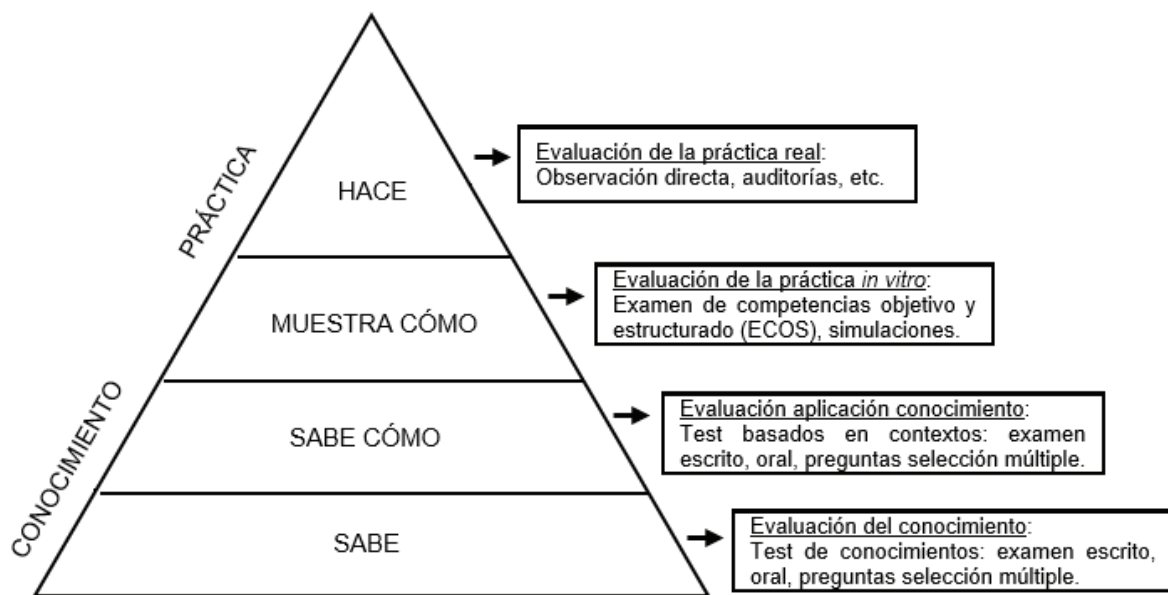 PRÁCTICA
HACE
Evaluación de la práctica real:
Observación directa, auditorías, etc.
MUESTRA CÓMO
Evaluación de la práctica in vitro:
Examen de competencias objetivo y
estructurado (ECOS), simulaciones.
CONOCIMIENTO
SABE CÓMO
Evaluación aplicación conocimiento:
Test basados en contextos: examen
escrito, oral, preguntas selección múltiple.
SABE
Evaluación del conocimiento:
Test de conocimientos: examen escrito,
oral, preguntas selección múltiple.